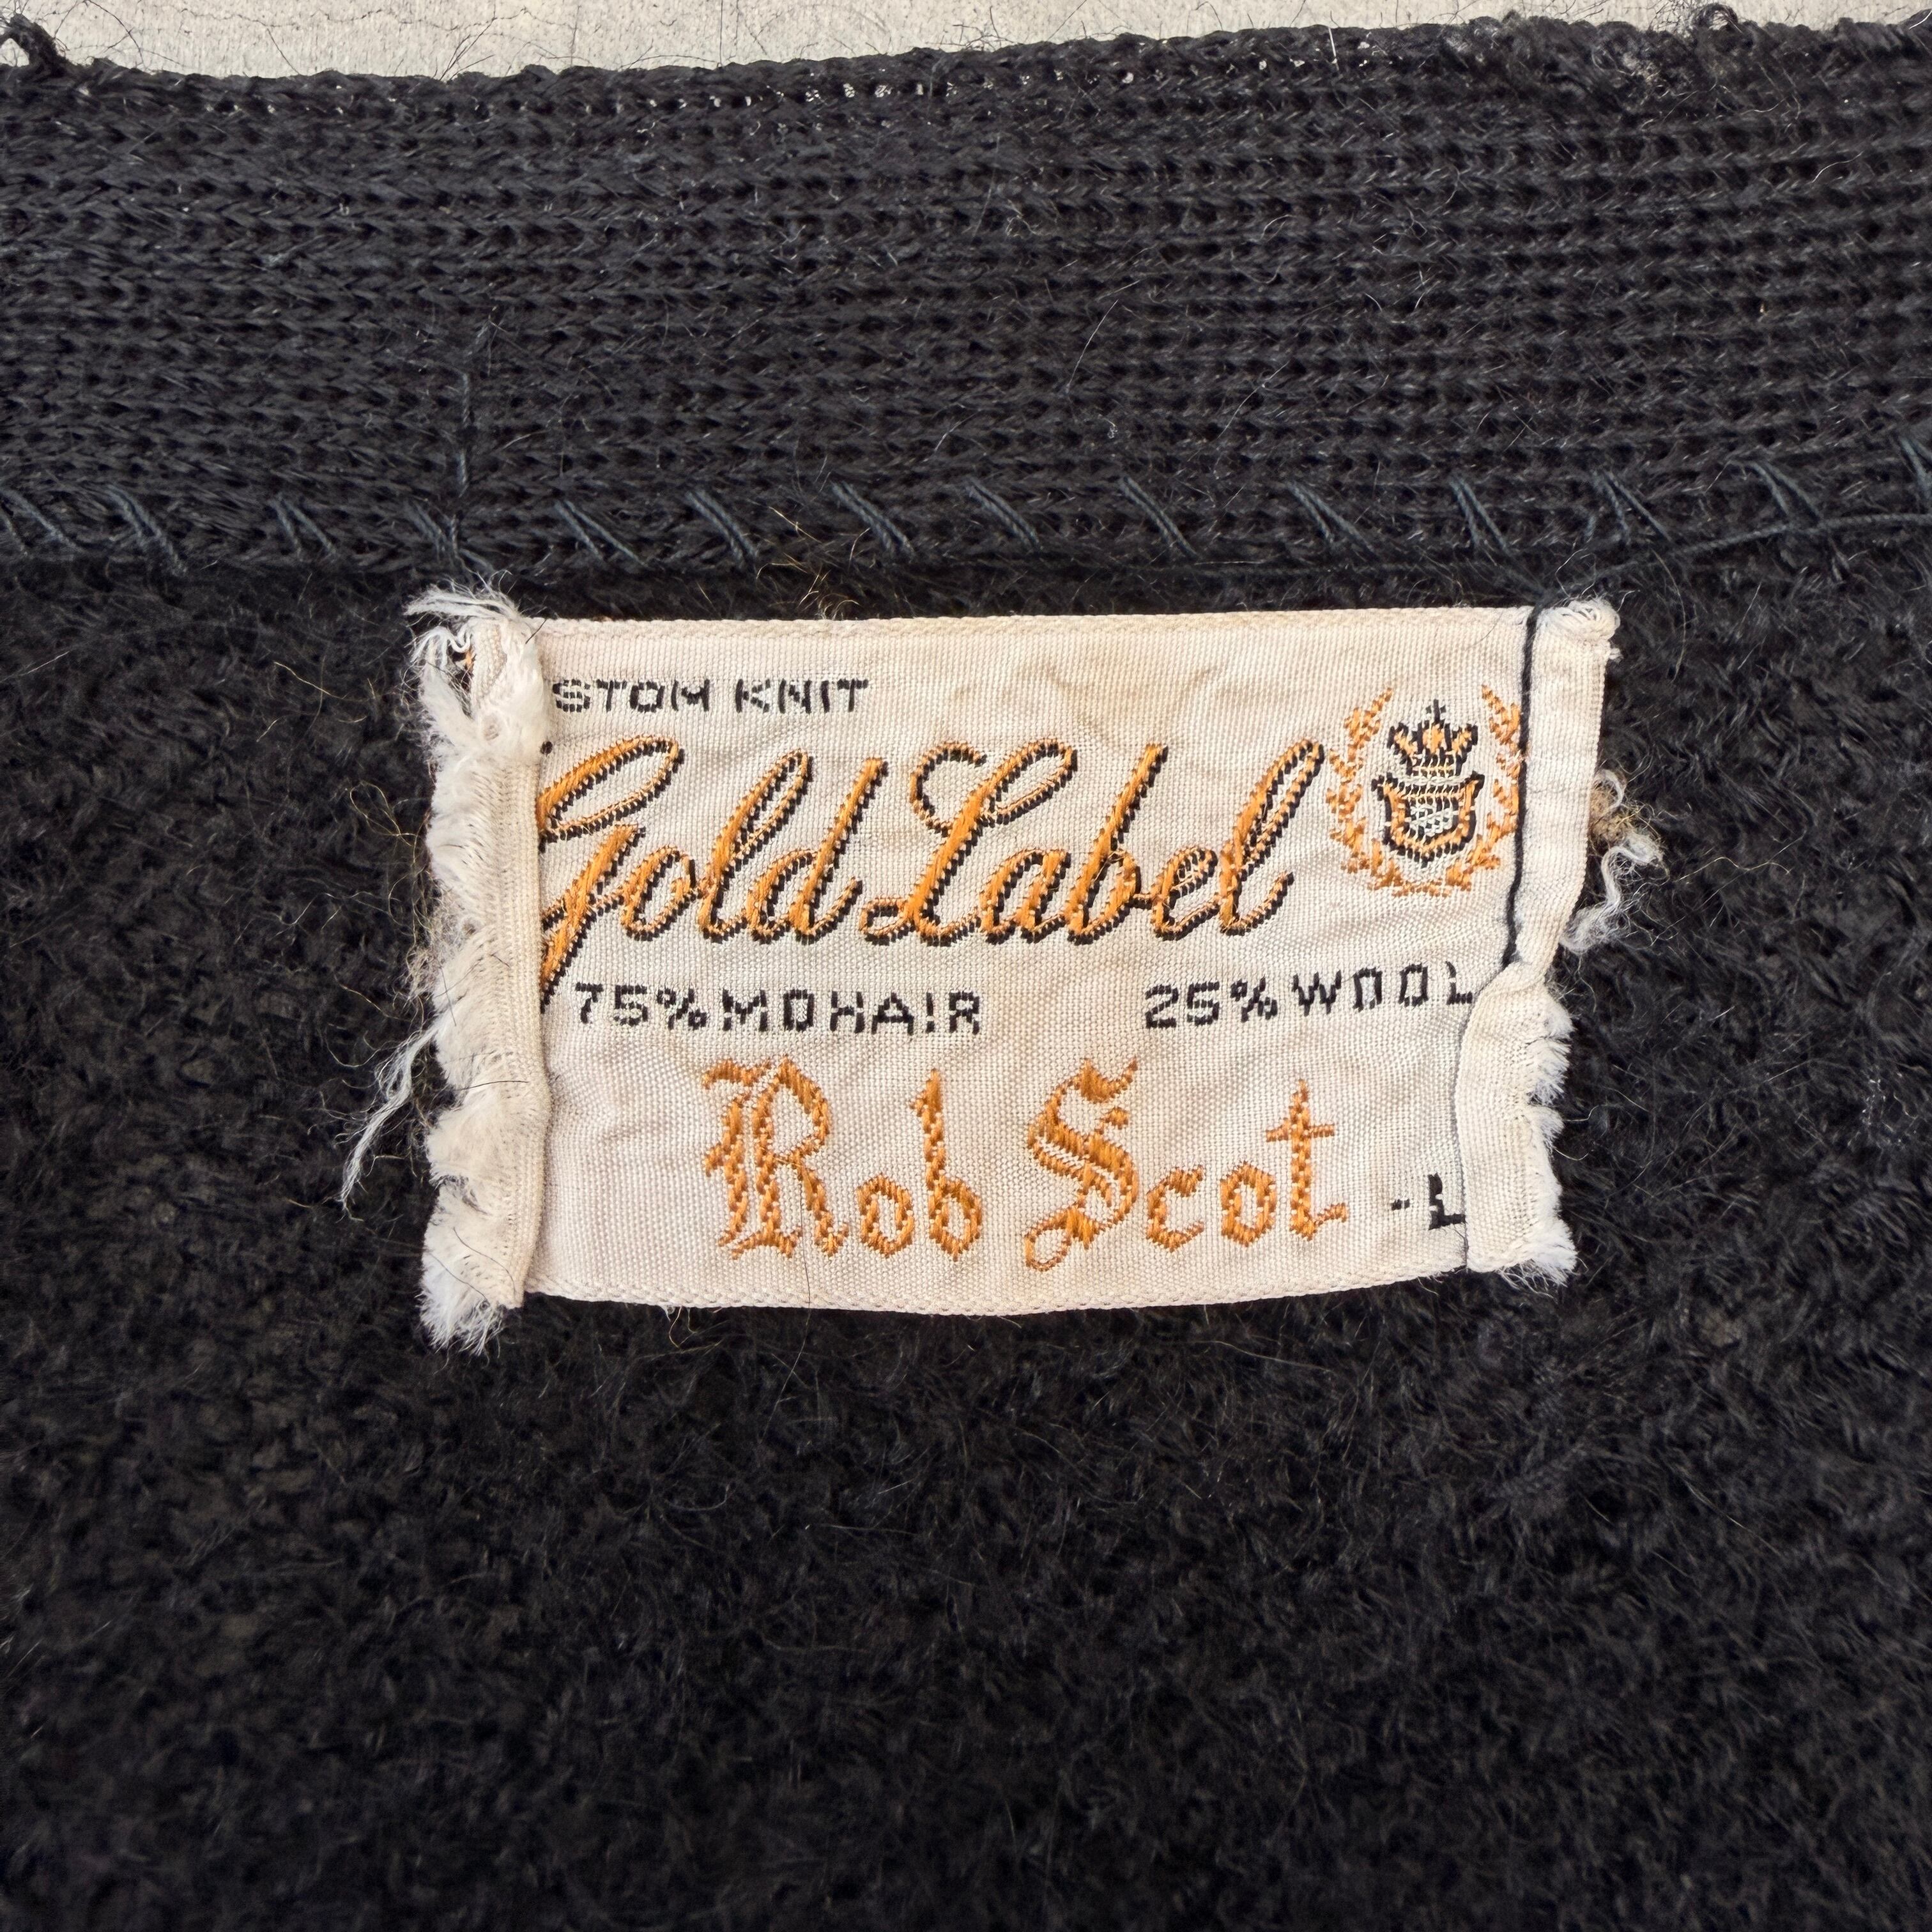 STOM KNIT
Gold Label
75% MOHAIR 25% WOOL
Rob Scot -L